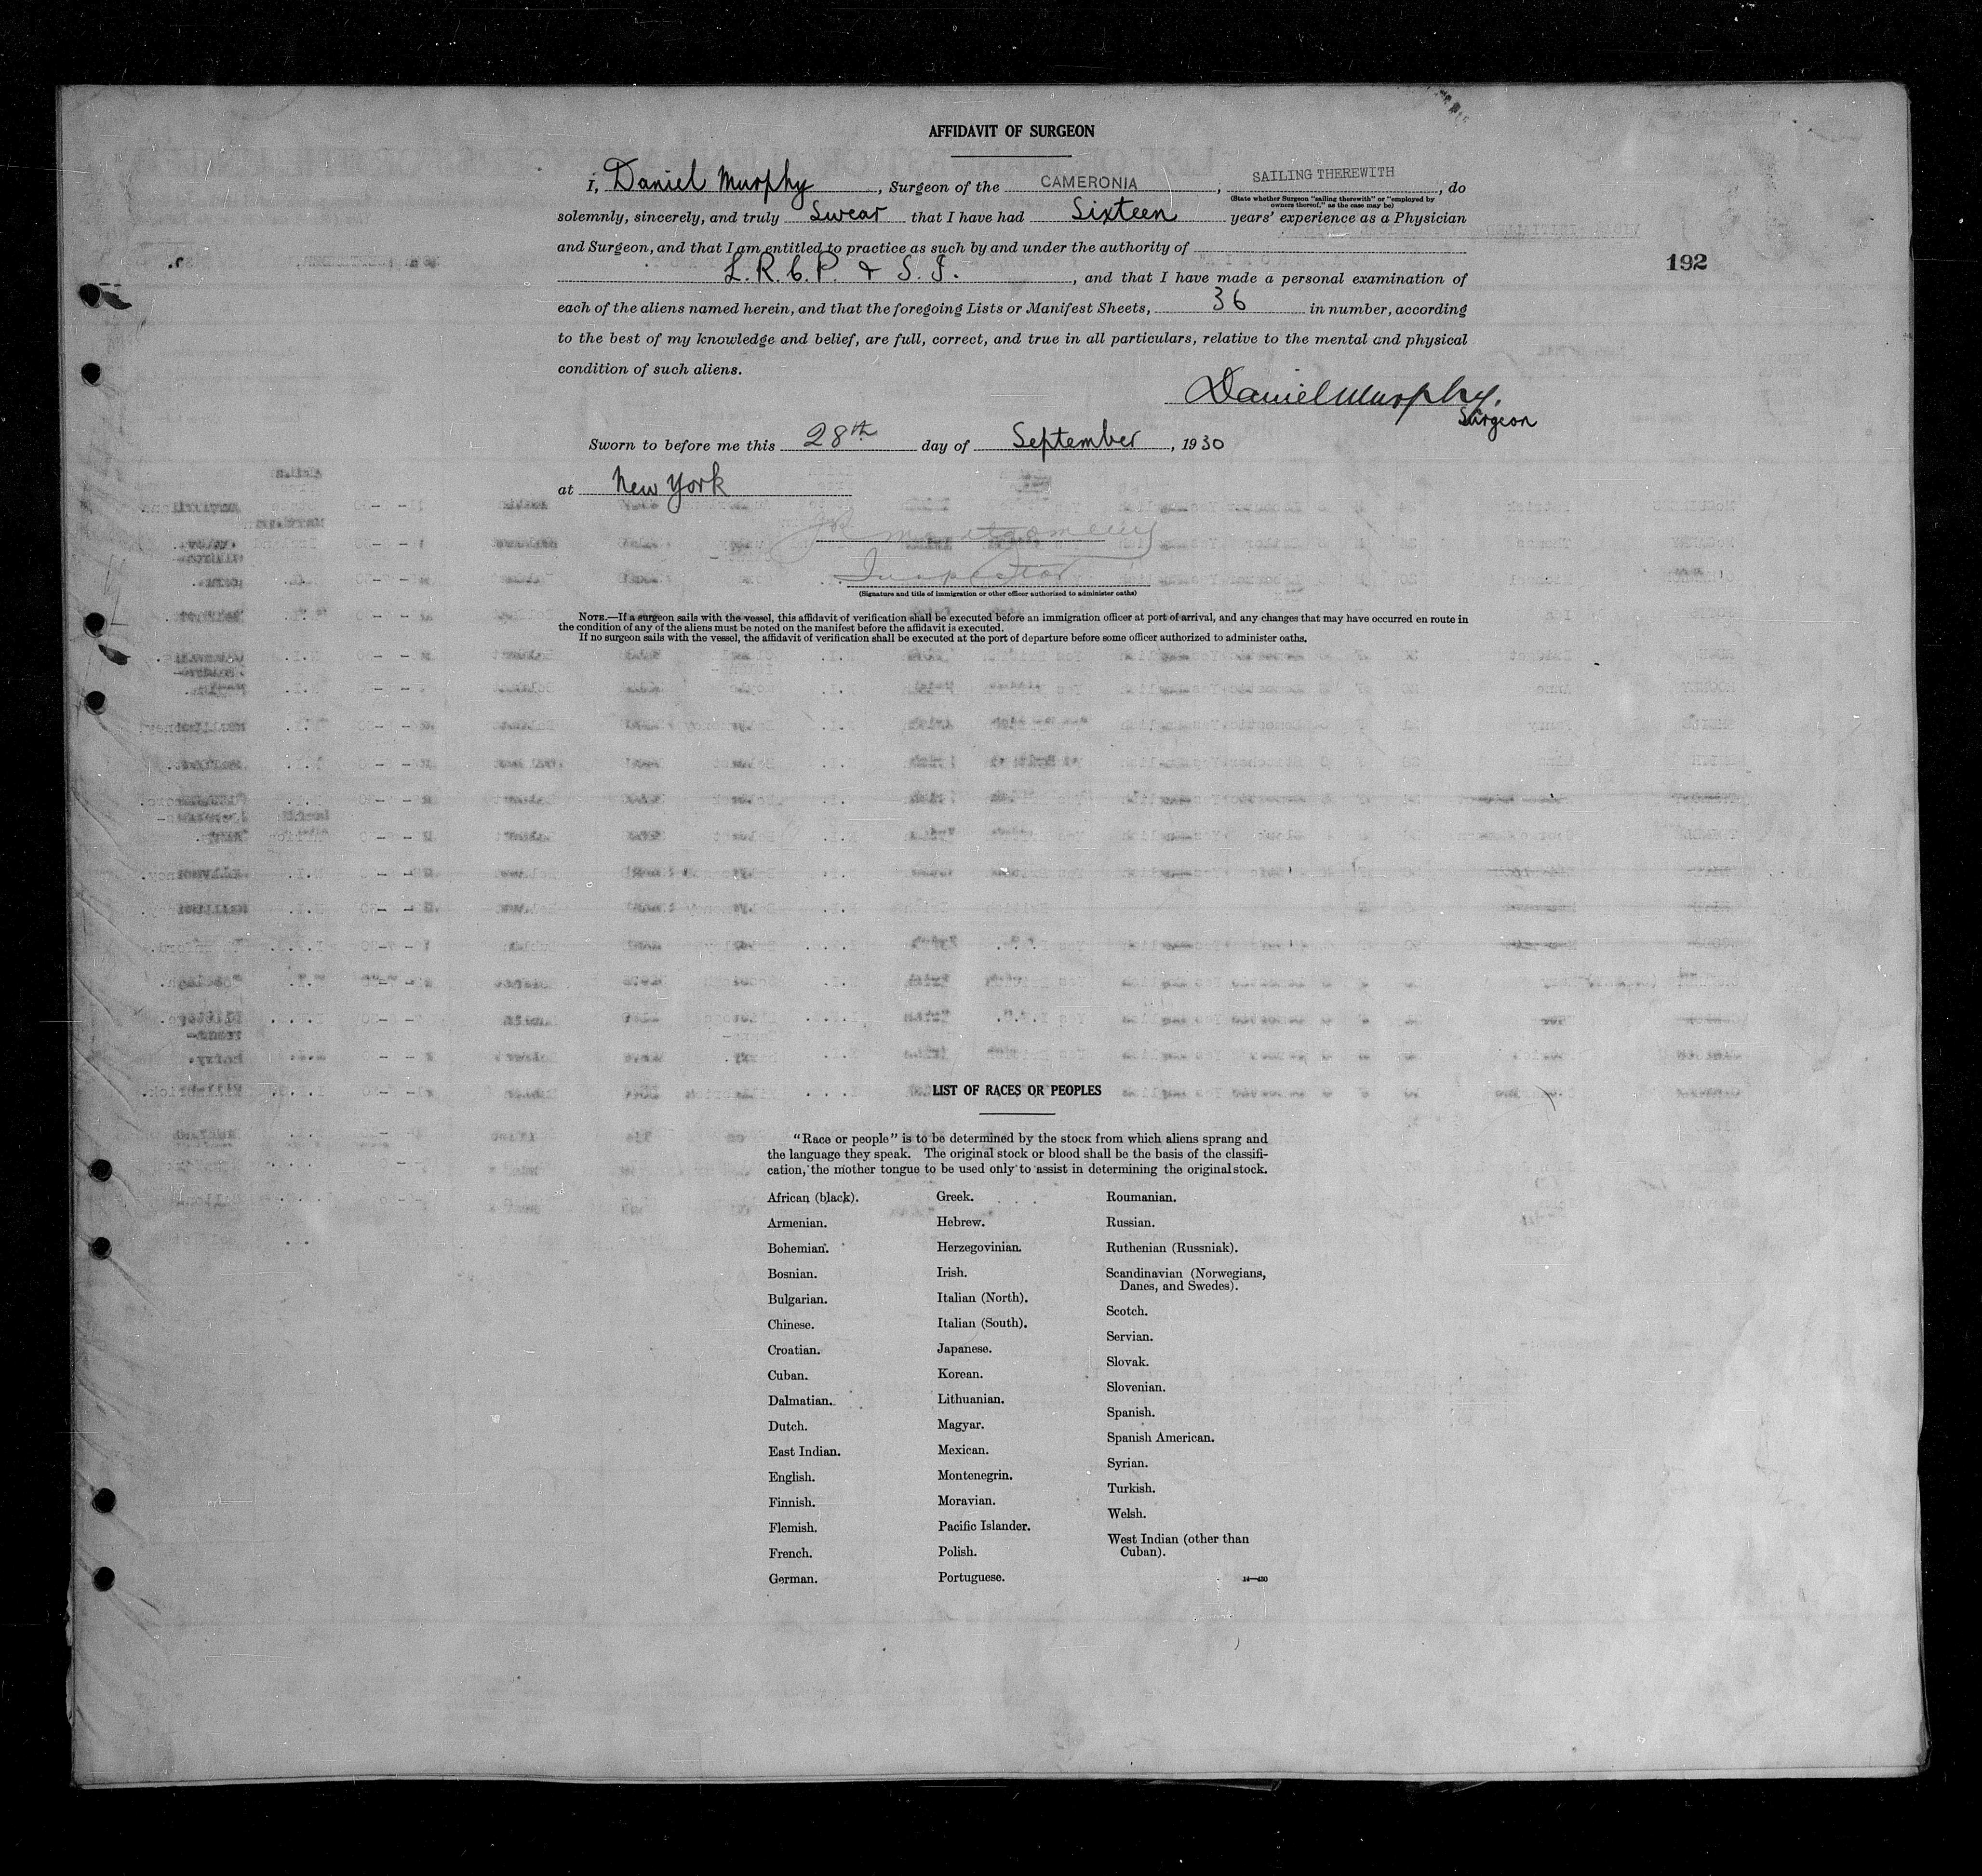 AFFIDAVIT OF SURGEON
I, Daniel Murphy, Surgeon of the CAMERONIA, SAILING THEREWITH, do
(State whether Surgeon "sailing therewith" or "employed by
owners thereof," as the case may be)
solemnly, sincerely, and truly Swear that I have had Sixteen years' experience as a Physician
and Surgeon, and that I am entitled to practice as such by and under the authority of
L.R.C.P. & S.I., and that I have made a personal examination of
192
each of the aliens named herein, and that the foregoing Lists or Manifest Sheets, 36 in number, according
to the best of my knowledge and belief, are full, correct, and true in all particulars, relative to the mental and physical
condition of such aliens.
Daniel Murphy.
Surgeon
Sworn to before me this 28th day of September, 1930
at New York
Inspector
(Signature and title of immigration or other officer authorized to administer oaths)
NOTE.—If a surgeon sails with the vessel, this affidavit of verification shall be executed before an immigration officer at port of arrival, and any changes that may have occurred en route in
the condition of any of the aliens must be noted on the manifest before the affidavit is executed.
If no surgeon sails with the vessel, the affidavit of verification shall be executed at the port of departure before some officer authorized to administer oaths.
LIST OF RACES OR PEOPLES
"Race or people" is to be determined by the stock from which aliens sprang and
the language they speak. The original stock or blood shall be the basis of the classifi-
cation, the mother tongue to be used only to assist in determining the original stock.
African (black).
Armenian.
Bohemian.
Bosnian.
Bulgarian.
Chinese.
Croatian.
Cuban.
Dalmatian.
Dutch.
East Indian.
English.
Finnish.
Flemish.
French.
German.
Greek.
Hebrew.
Herzegovinian.
Irish.
Italian (North).
Italian (South).
Japanese.
Korean.
Lithuanian.
Magyar.
Mexican.
Montenegrin.
Moravian.
Pacific Islander.
Polish.
Portuguese.
Roumanian.
Russian.
Ruthenian (Russniak).
Scandinavian (Norwegians,
Danes, and Swedes).
Scotch.
Servian.
Slovak.
Slovenian.
Spanish.
Spanish American.
Syrian.
Turkish.
Welsh.
West Indian (other than
Cuban).